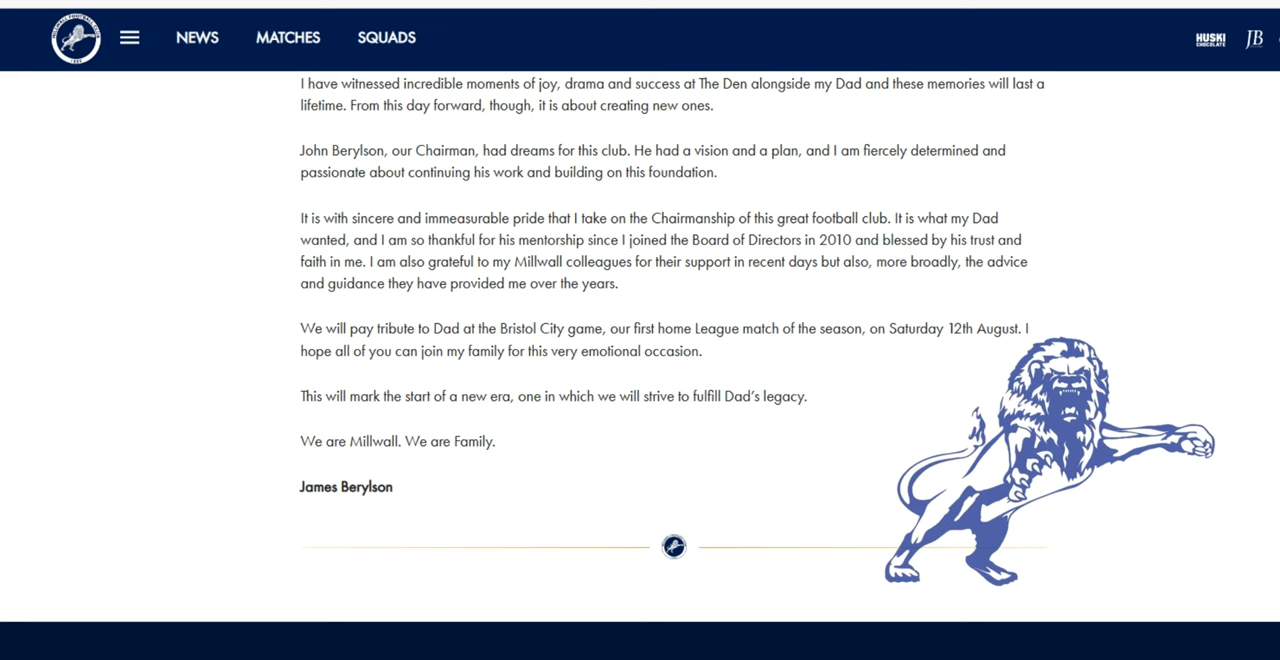 MILLWALL FOOTBALL CLUB
1885
NEWS
MATCHES
SQUADS
HUSKI
CHOCOLATE
JB
I have witnessed incredible moments of joy, drama and success at The Den alongside my Dad and these memories will last a
lifetime. From this day forward, though, it is about creating new ones.
John Berylson, our Chairman, had dreams for this club. He had a vision and a plan, and I am fiercely determined and
passionate about continuing his work and building on this foundation.
It is with sincere and immeasurable pride that I take on the Chairmanship of this great football club. It is what my Dad
wanted, and I am so thankful for his mentorship since I joined the Board of Directors in 2010 and blessed by his trust and
faith in me. I am also grateful to my Millwall colleagues for their support in recent days but also, more broadly, the advice
and guidance they have provided me over the years.
We will pay tribute to Dad at the Bristol City game, our first home League match of the season, on Saturday 12th August. I
hope all of you can join my family for this very emotional occasion.
This will mark the start of a new era, one in which we will strive to fulfill Dad's legacy.
We are Millwall. We are Family.
James Berylson